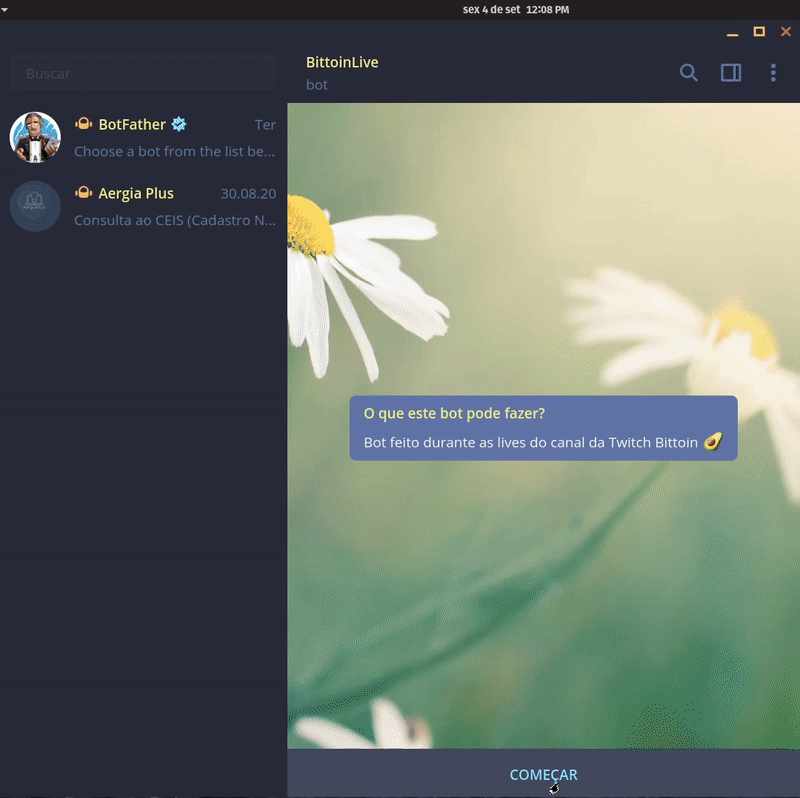 sex 4 de set 12:08 PM
Buscar
BittoinLive
bot
BotFather
Ter
Choose a bot from the list be...
Aergia Plus
30.08.20
Consulta ao CEIS (Cadastro N...
O que este bot pode fazer?
Bot feito durante as lives do canal da Twitch Bittoin 🥑
COMEÇAR